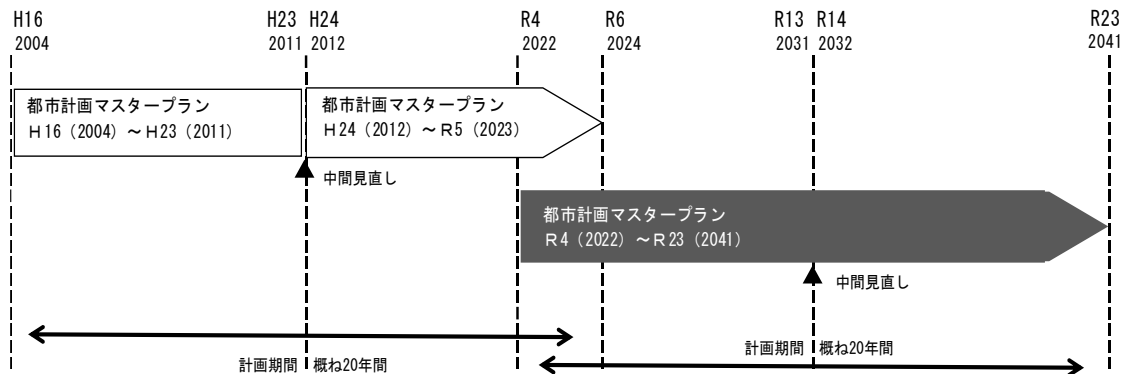 H16
2004
H23
2011
H24
2012
R4
2022
R6
2024
R13
2031
R14
2032
R23
2041
都市計画マスタープラン
H16（2004）～H23（2011）
都市計画マスタープラン
H24（2012）～R5（2023）
中間見直し
都市計画マスタープラン
R4（2022）～R23（2041）
中間見直し
計画期間 概ね20年間
計画期間 概ね20年間